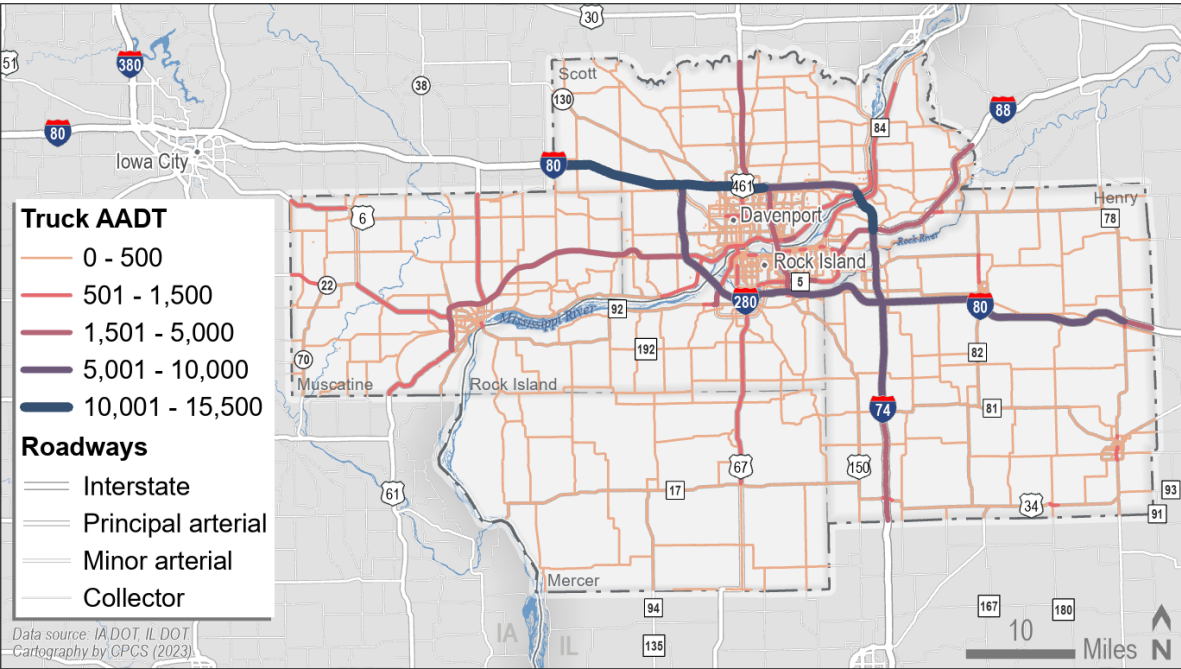 30
51
380
38
Scott
130
88
80
84
80
Iowa City
461
Henry
Truck AADT
6
Davenport
78
0 - 500
Rock River
Rock Island
501 - 1,500
22
5
280
80
1,501 - 5,000
92
Mississippi River
192
82
5,001 - 10,000
70
Muscatine
Rock Island
10,001 - 15,500
74
81
Roadways
67
150
Interstate
61
17
93
34
91
Principal arterial
Minor arterial
Mercer
Collector
94
167
180
10
Data source: IA DOT, IL DOT
IA
IL
Cartography by CPCS (2023)
135
Miles
N